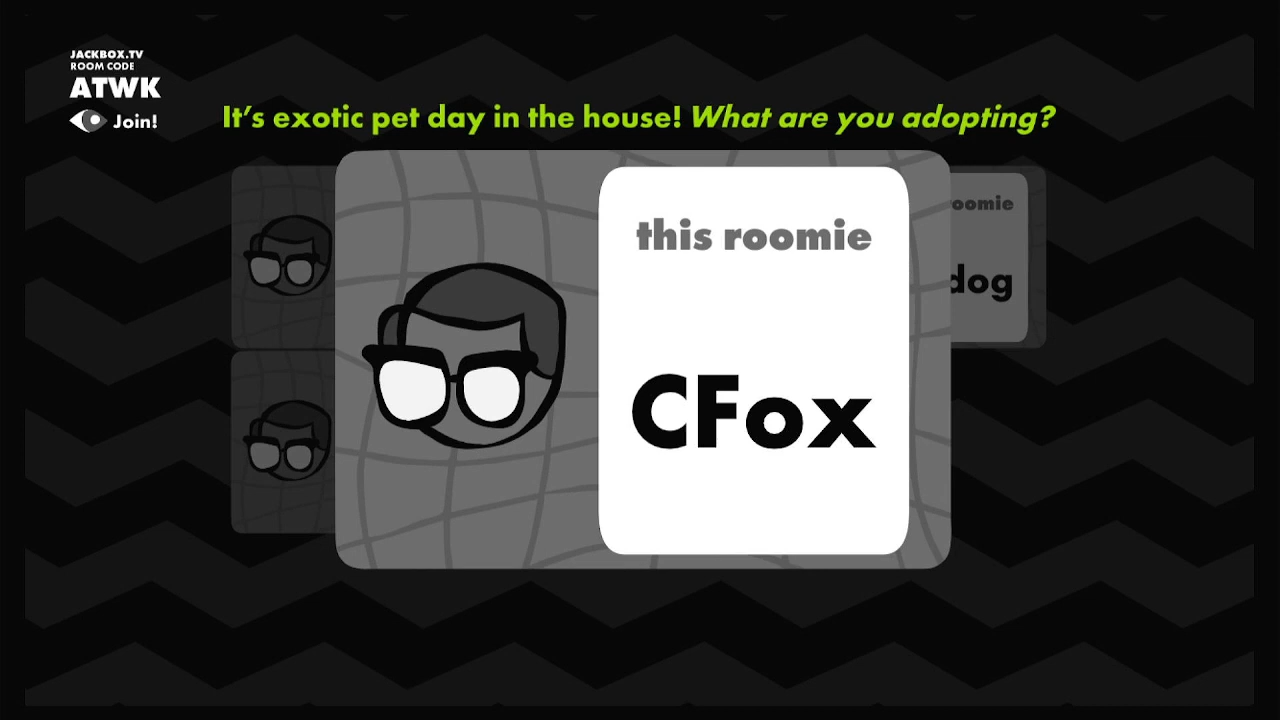 JACKBOX.TV
ROOM CODE
ATWK
Join!
It's exotic pet day in the house! What are you adopting?
this roomie
CFox
oomie
dog